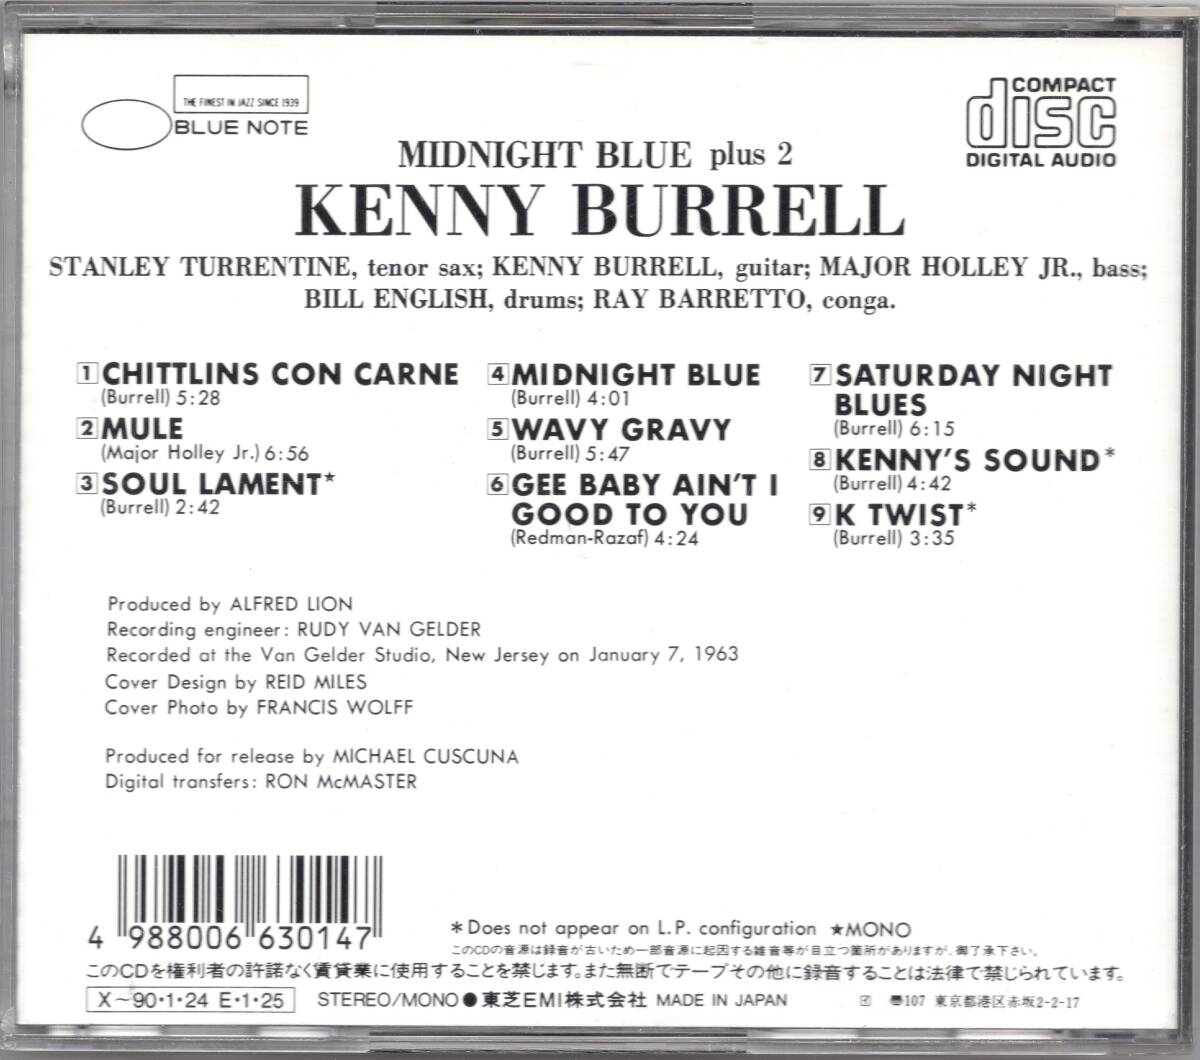 THE FINEST IN JAZZ SINCE 1939
BLUE NOTE
COMPACT
disc
DIGITAL AUDIO
MIDNIGHT BLUE plus 2
KENNY BURRELL
STANLEY TURRENTINE, tenor sax; KENNY BURRELL, guitar; MAJOR HOLLEY JR., bass;
BILL ENGLISH, drums; RAY BARRETTO, conga.
1 CHITTLINS CON CARNE
(Burrell) 5:28
2 MULE
(Major Holley Jr.) 6:56
3 SOUL LAMENT★
(Burrell) 2:42
4 MIDNIGHT BLUE
(Burrell) 4:01
5 WAVY GRAVY
(Burrell) 5:47
6 GEE BABY AIN'T I
GOOD TO YOU
(Redman-Razaf) 4:24
7 SATURDAY NIGHT
BLUES
(Burrell) 6:15
8 KENNY'S SOUND*
(Burrell) 4:42
9 K TWIST*
(Burrell) 3:35
Produced by ALFRED LION
Recording engineer: RUDY VAN GELDER
Recorded at the Van Gelder Studio, New Jersey on January 7, 1963
Cover Design by REID MILES
Cover Photo by FRANCIS WOLFF
Produced for release by MICHAEL CUSCUNA
Digital transfers: RON McMASTER
4 988006 630147
*Does not appear on L.P. configuration ★MONO
このCDの音源は録音が古いため一部音源に起因する雑音等が目立つ箇所がありますが、御了承下さい。
このCDを権利者の許諾なく賃貸業に使用することを禁じます。また無断でテープその他に録音することは法律で禁じられています。
X〜90・1・24 E・1・25 STEREO/MONO●東芝EMI株式会社 MADE IN JAPAN 〠107 東京都港区赤坂2-2-17